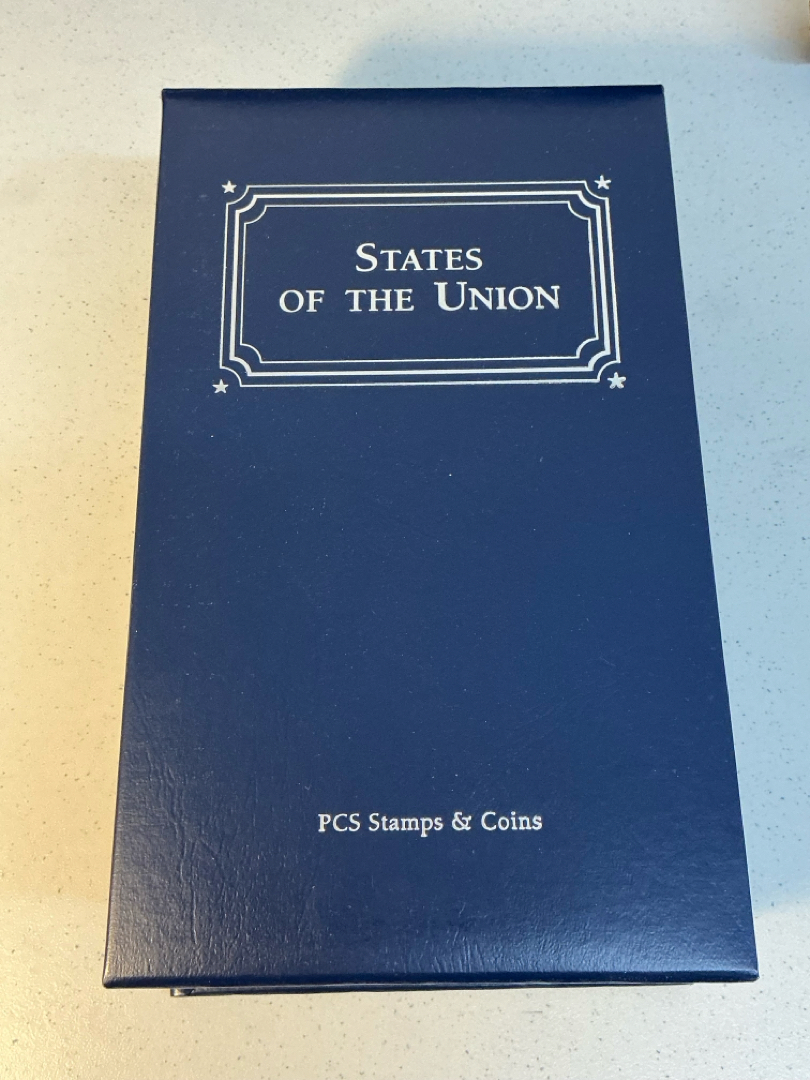 States
of the Union
PCS Stamps & Coins